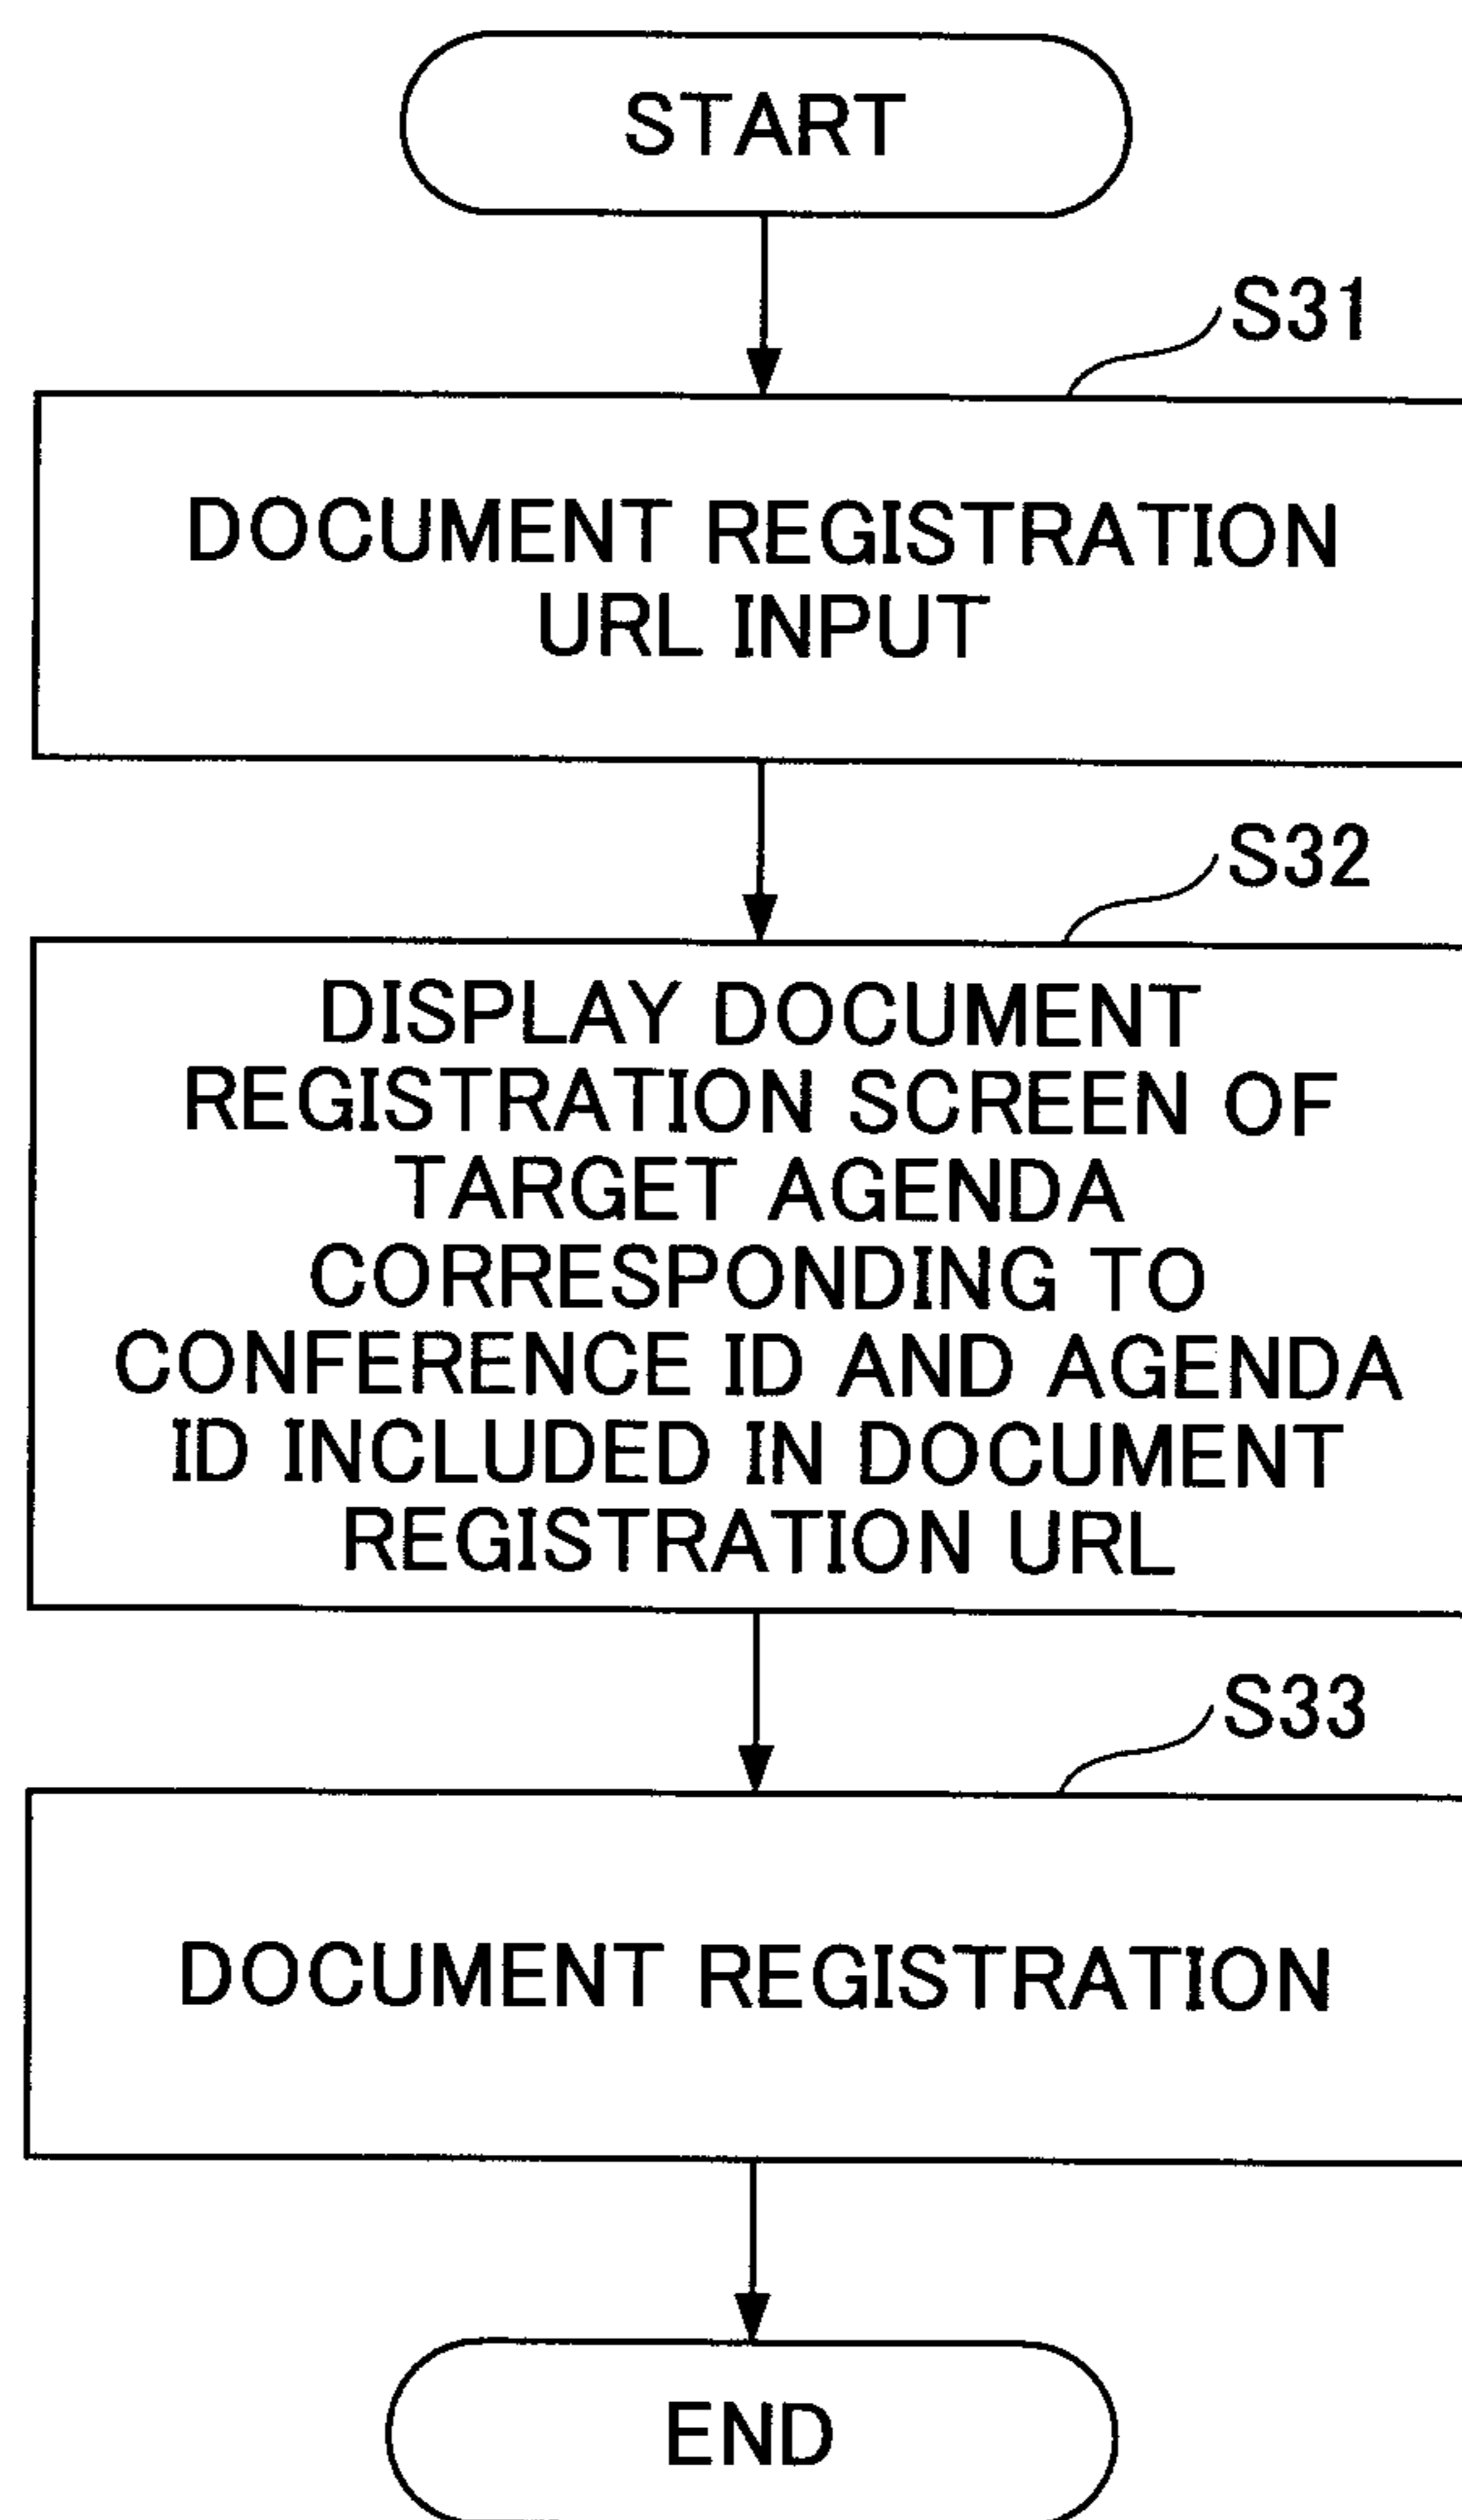 START
S31
DOCUMENT REGISTRATION
URL INPUT
S32
DISPLAY DOCUMENT
REGISTRATION SCREEN OF
TARGET AGENDA
CORRESPONDING TO
CONFERENCE ID AND AGENDA
ID INCLUDED IN DOCUMENT
REGISTRATION URL
S33
DOCUMENT REGISTRATION
END